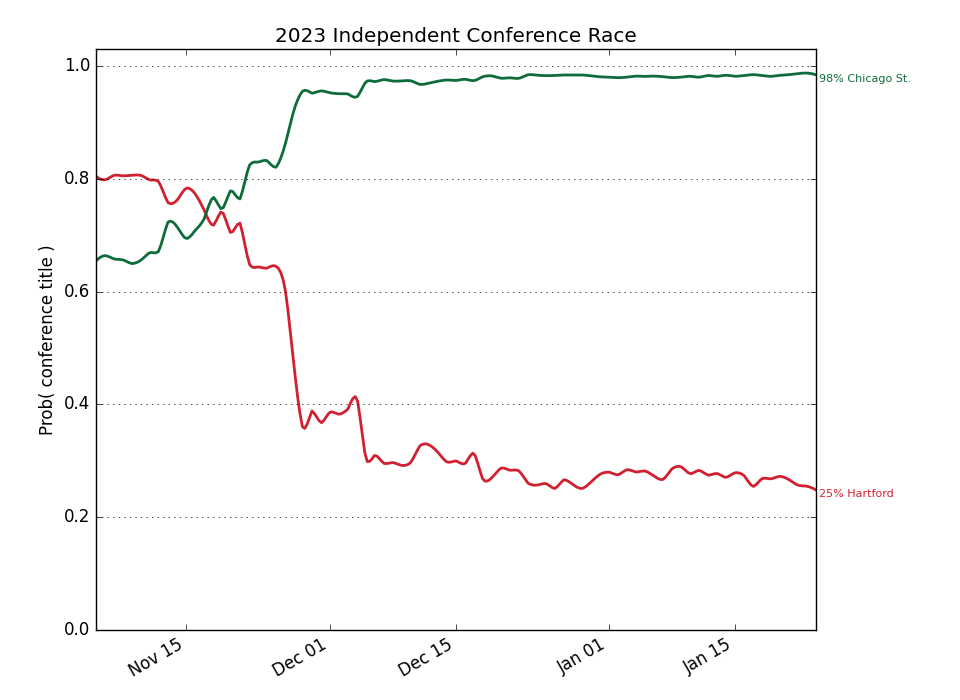 2023 Independent Conference Race
Prob( conference title )
1.0
0.8
0.6
0.4
0.2
0.0
Nov 15
Dec 01
Dec 15
Jan 01
Jan 15
98% Chicago St.
25% Hartford